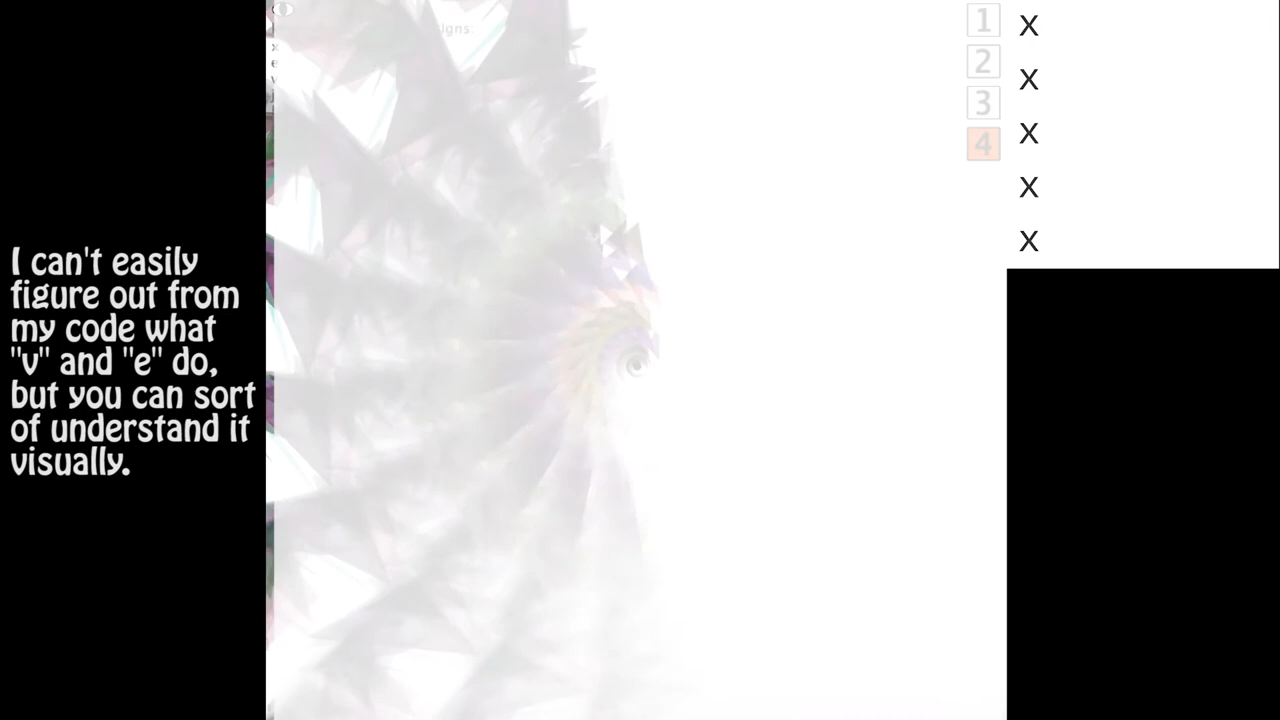 igns:
x
e
v
j
1
2
3
4
X
X
X
X
X
I can't easily
figure out from
my code what
"v" and "e" do,
but you can sort
of understand it
visually.